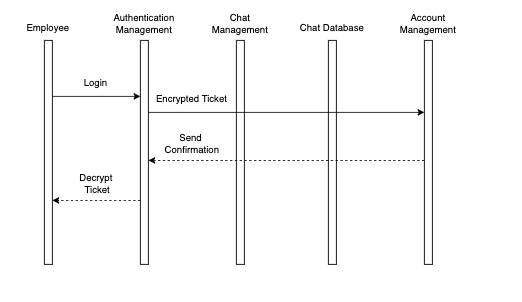 Employee
Authentication
Management
Chat
Management
Chat Database
Account
Management
Login
Encrypted Ticket
Send
Confirmation
Decrypt
Ticket